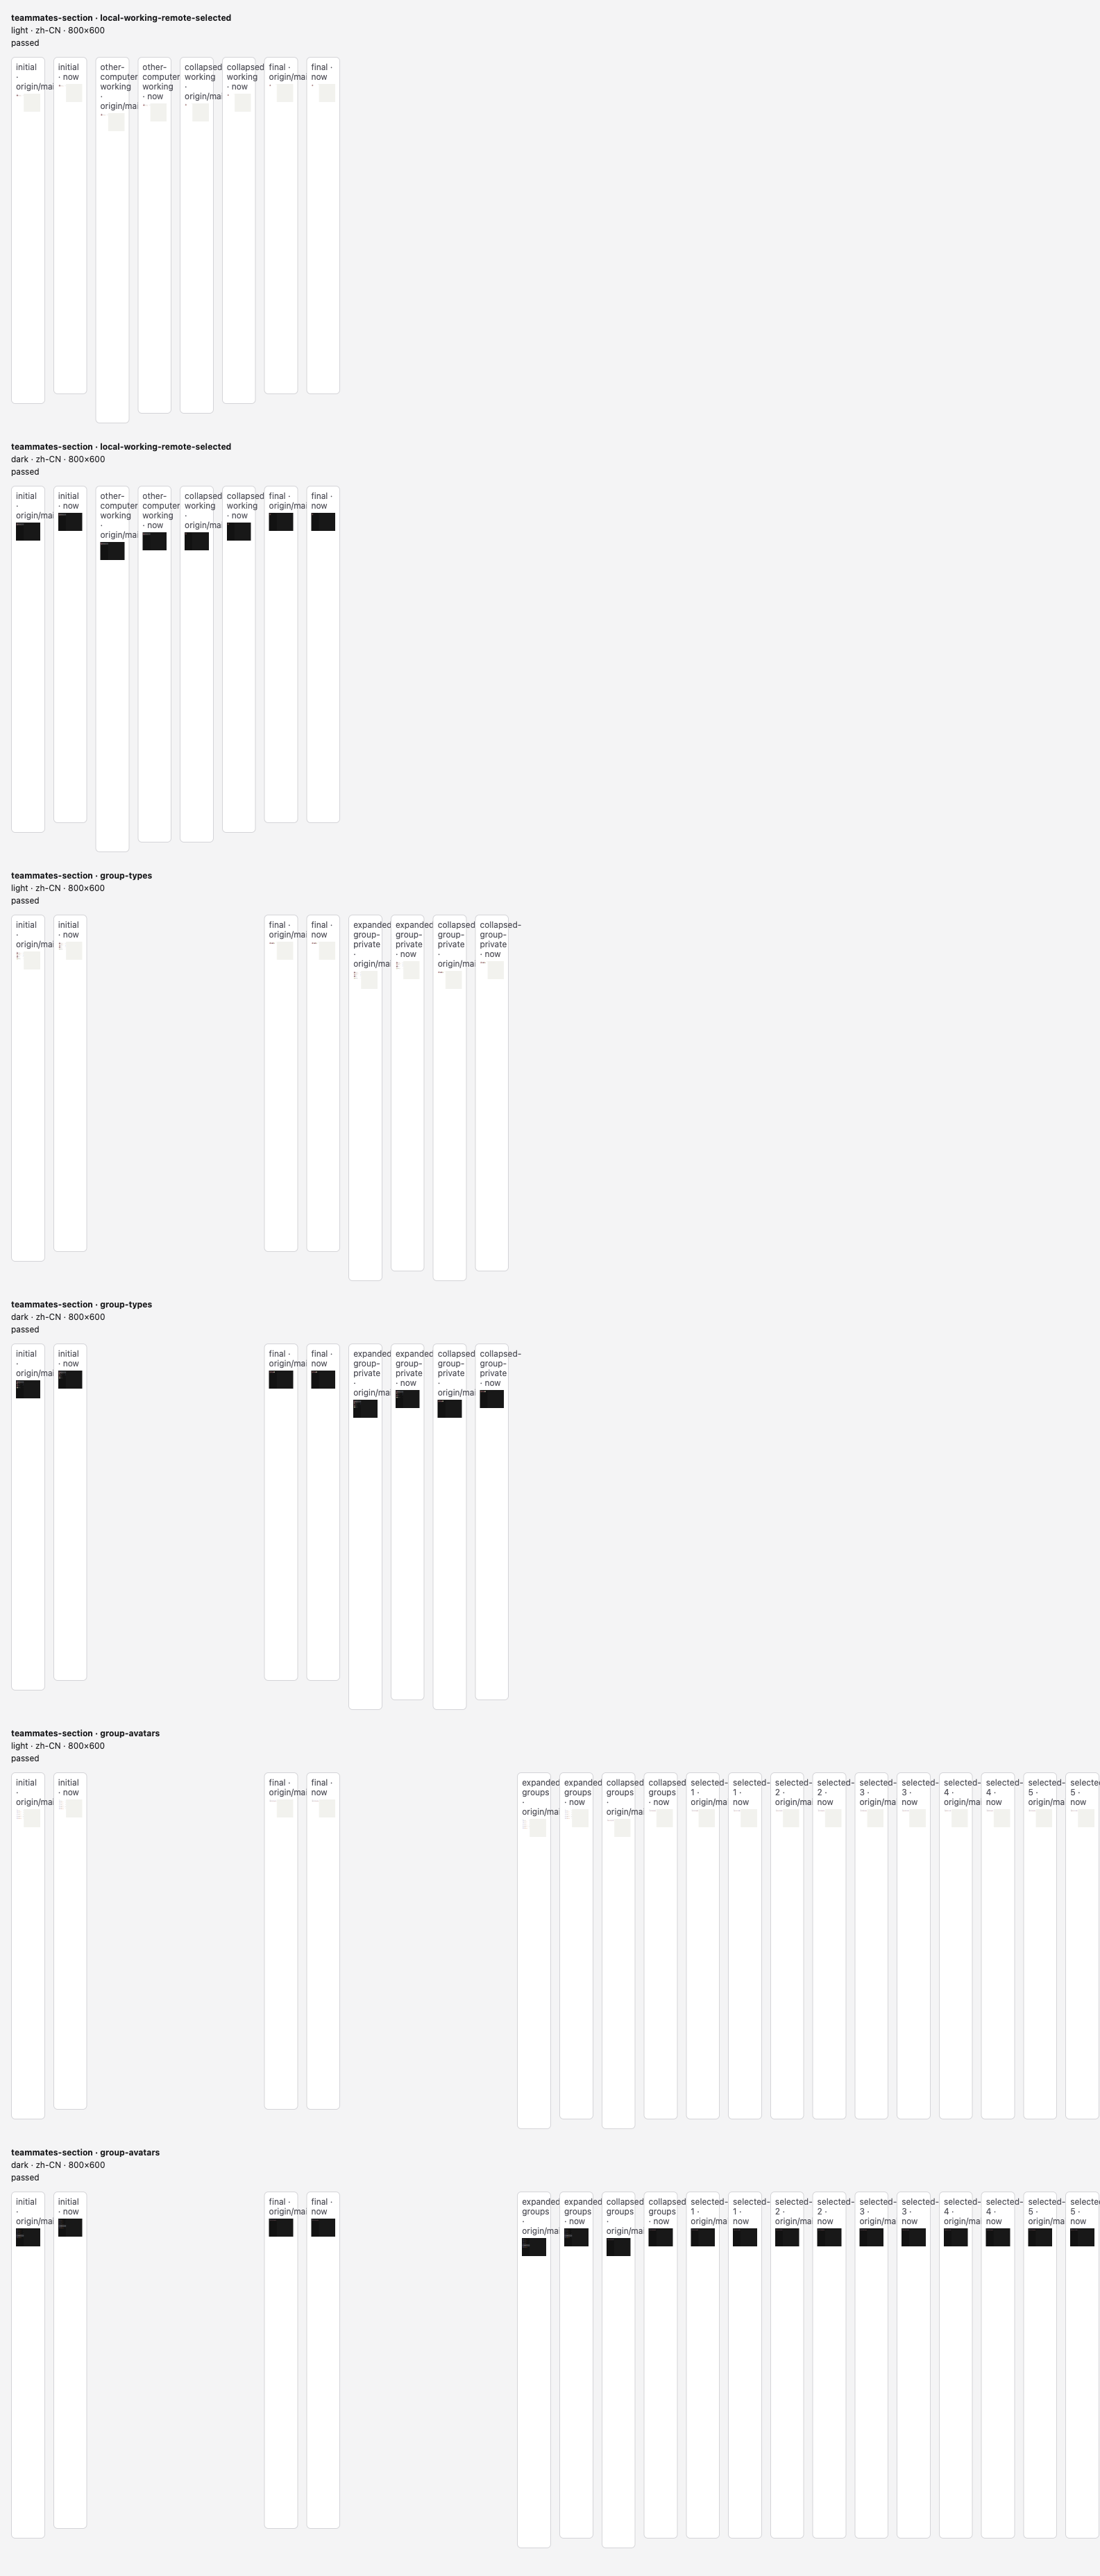 teammates-section · local-working-remote-selected
light · zh-CN · 800×600
passed
initial
·
origin/mai
initial
· now
other-
computer
working
·
origin/mai
other-
computer
working
· now
collapsed
working
·
origin/mai
collapsed
working
· now
final ·
origin/mai
final ·
now
teammates-section · local-working-remote-selected
dark · zh-CN · 800×600
passed
initial
·
origin/mai
initial
· now
other-
computer
working
·
origin/mai
other-
computer
working
· now
collapsed
working
·
origin/mai
collapsed
working
· now
final ·
origin/mai
final ·
now
teammates-section · group-types
light · zh-CN · 800×600
passed
initial
·
origin/mai
initial
· now
final ·
origin/mai
final ·
now
expanded
group-
private
·
origin/mai
expanded
group-
private
· now
collapsed
group-
private
·
origin/mai
collapsed-
group-
private
· now
teammates-section · group-types
dark · zh-CN · 800×600
passed
initial
·
origin/mai
initial
· now
final ·
origin/mai
final ·
now
expanded
group-
private
·
origin/mai
expanded
group-
private
· now
collapsed
group-
private
·
origin/mai
collapsed-
group-
private
· now
teammates-section · group-avatars
light · zh-CN · 800×600
passed
initial
·
origin/mai
initial
· now
final ·
origin/mai
final ·
now
expanded
groups
·
origin/mai
expanded
groups
· now
collapsed
groups
·
origin/mai
collapsed
groups
· now
selected-
1 ·
origin/mai
selected-
1 ·
now
selected-
2 ·
origin/mai
selected-
2 ·
now
selected-
3 ·
origin/mai
selected-
3 ·
now
selected-
4 ·
origin/mai
selected-
4 ·
now
selected-
5 ·
origin/mai
selecte
5 ·
now
teammates-section · group-avatars
dark · zh-CN · 800×600
passed
initial
·
origin/mai
initial
· now
final ·
origin/mai
final ·
now
expanded
groups
·
origin/mai
expanded
groups
· now
collapsed
groups
·
origin/mai
collapsed
groups
· now
selected-
1 ·
origin/mai
selected-
1 ·
now
selected-
2 ·
origin/mai
selected-
2 ·
now
selected-
3 ·
origin/mai
selected-
3 ·
now
selected-
4 ·
origin/mai
selected-
4 ·
now
selected-
5 ·
origin/mai
selecte
5 ·
now